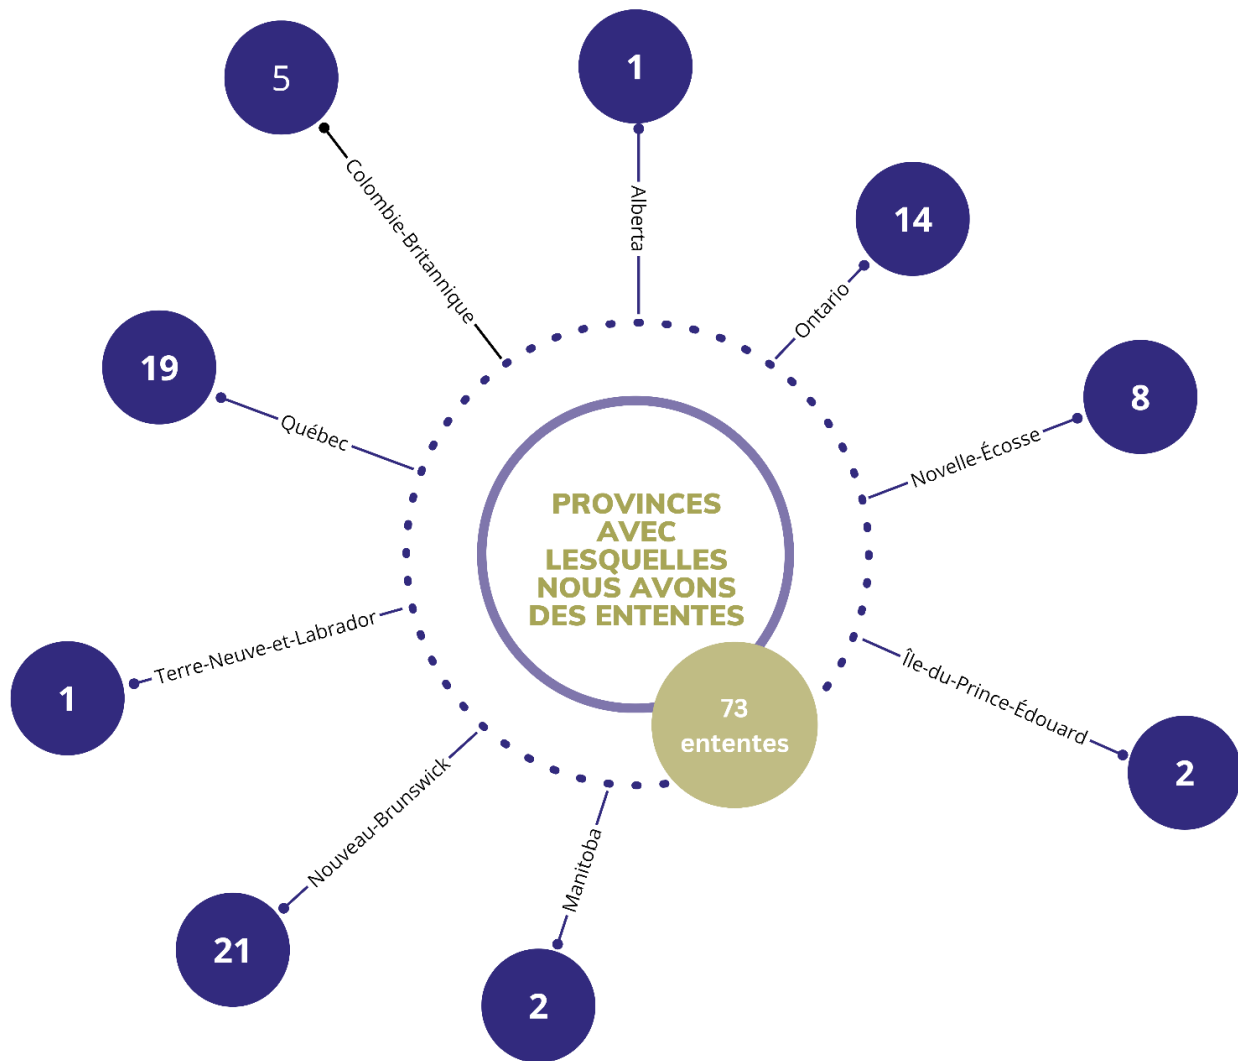 5
Colombie-Britannique
1
Alberta
14
Ontario
19
Québec
8
Novelle-Écosse
PROVINCES
AVEC
LESQUELLES
NOUS AVONS
DES ENTENTES
73
ententes
Terre-Neuve-et-Labrador
1
Île-du-Prince-Édouard
2
Nouveau-Brunswick
21
Manitoba
2